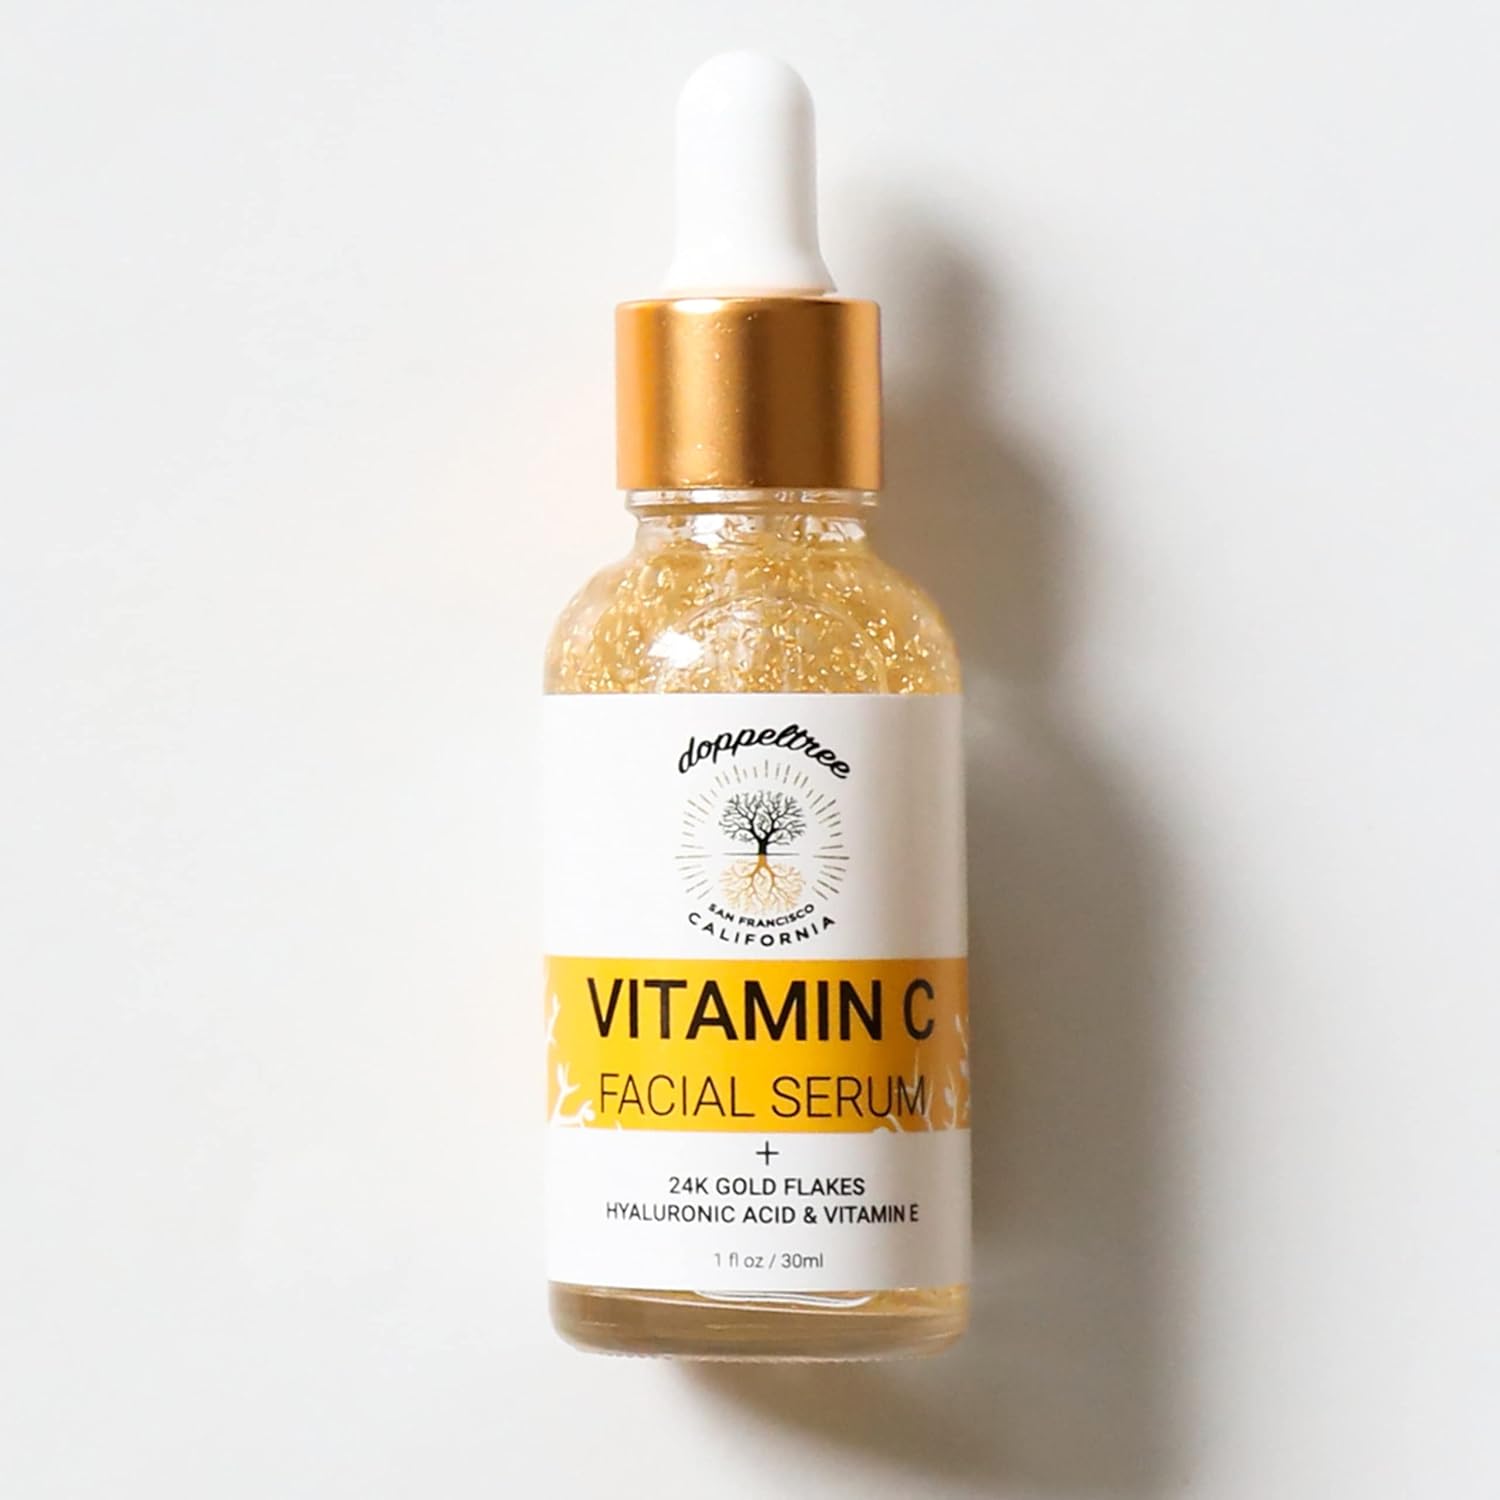 doppeltree
SAN FRANCISCO
CALIFORNIA
VITAMIN C
FACIAL SERUM
+
24K GOLD FLAKES
HYALURONIC ACID & VITAMIN E
1 fl oz / 30ml